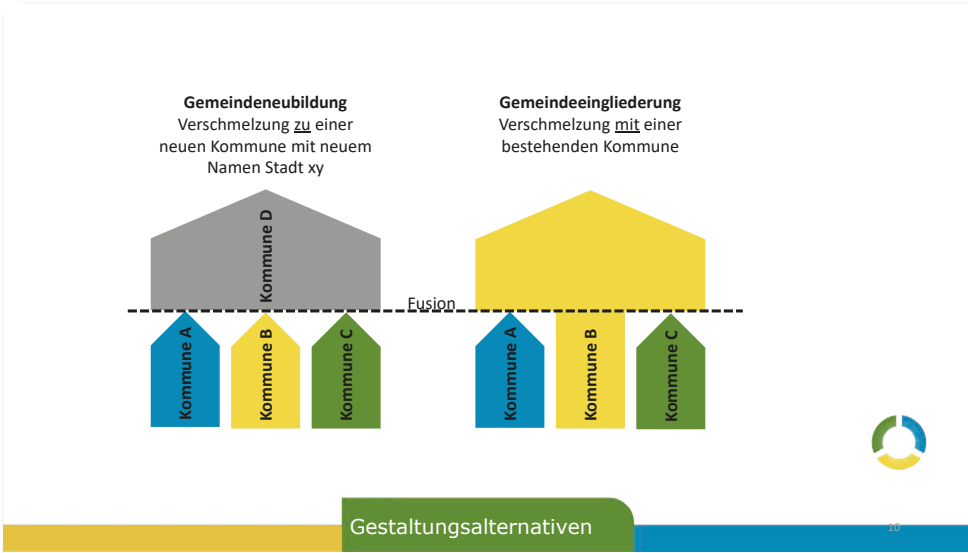 Gemeindeneubildung
Verschmelzung zu einer
neuen Kommune mit neuem
Namen Stadt xy
Gemeindeeingliederung
Verschmelzung mit einer
bestehenden Kommune
Kommune D
Fusion
Kommune A
Kommune B
Kommune C
Kommune A
Kommune B
Kommune C
Gestaltungsalternativen
10